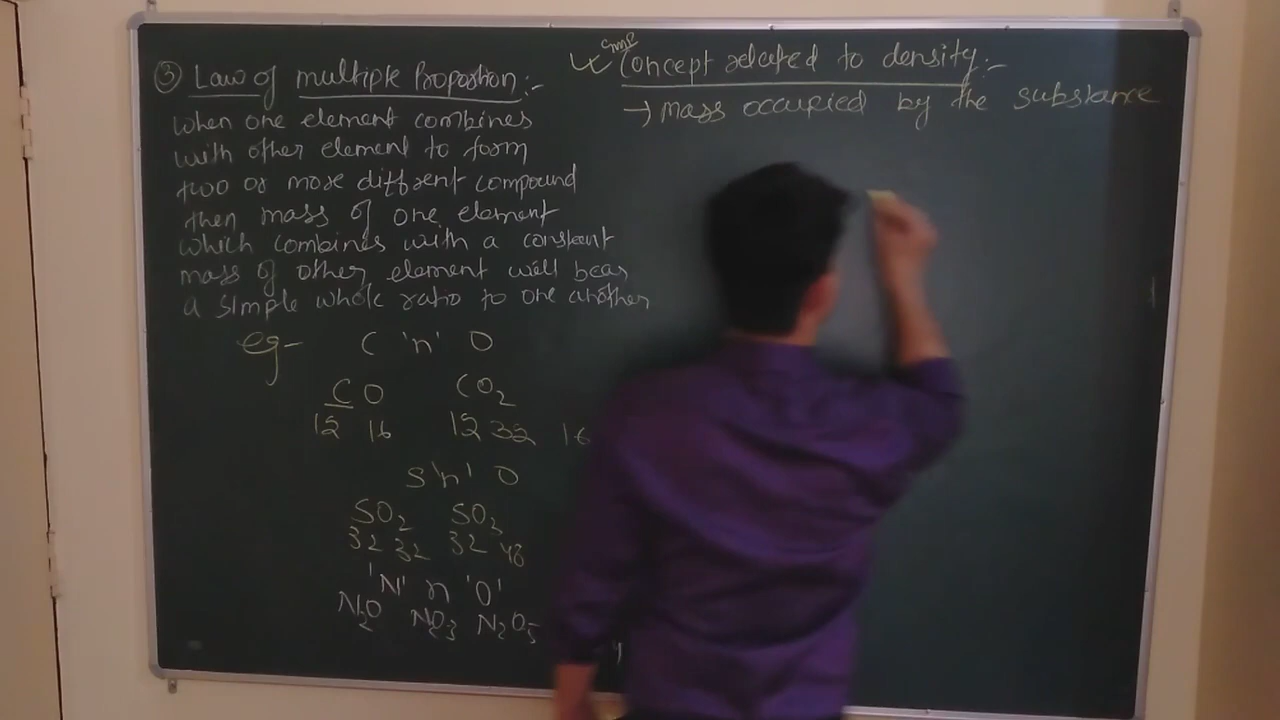 ③ Law of multiple Proportion:-
when one element combines
with other element to form
two or more diffrent compound
then mass of one element
which combines with a constant
mass of other element will bear
a simple whole ratio to one another
eg- C 'n' O
CO CO2
12 16 12 32 16
S 'n' O
SO2 SO3
32 32 32 48
'N' n 'O'
N2O NO3 N2O5
Imp Concept related to density:-
→ Mass occupied by the substance